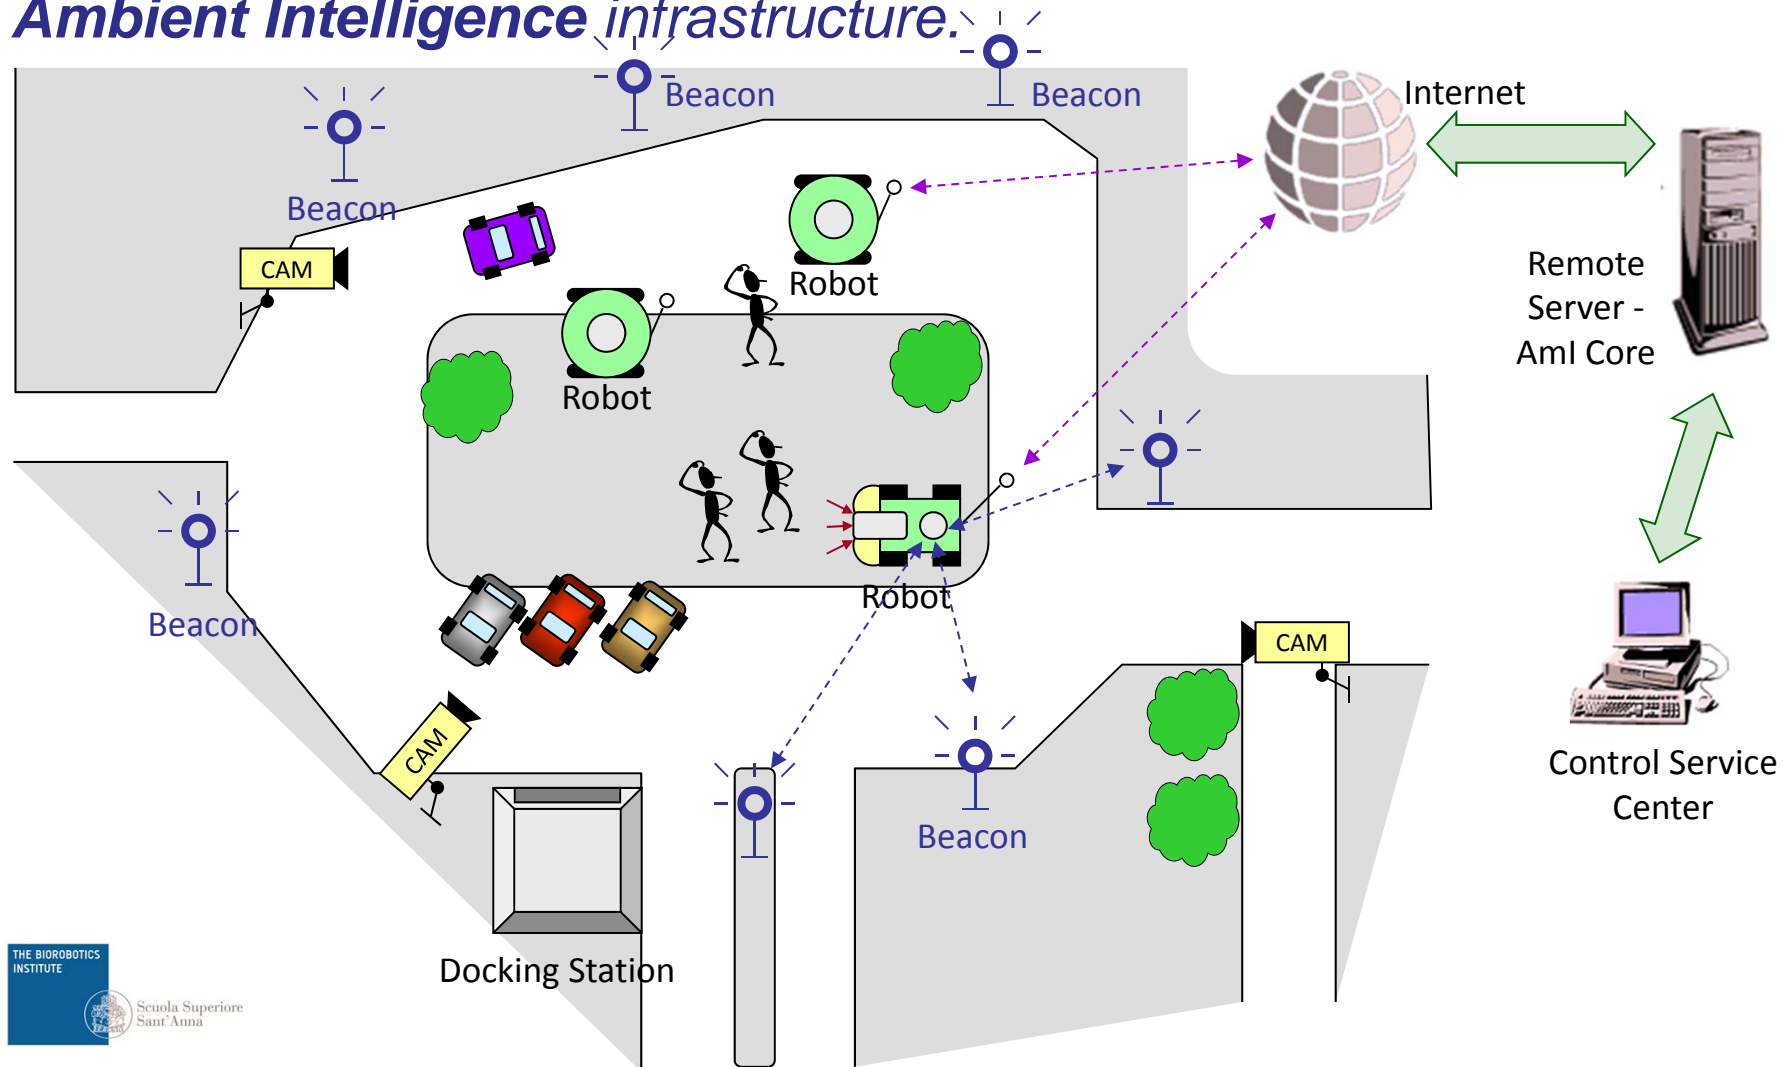 Ambient Intelligence infrastructure.
Beacon
Beacon
Internet
Beacon
CAM
Robot
Remote
Server -
AmI Core
Robot
Robot
Beacon
CAM
CAM
Control Service
Center
Beacon
Docking Station
THE BIOROBOTICS
INSTITUTE
Scuola Superiore
Sant'Anna